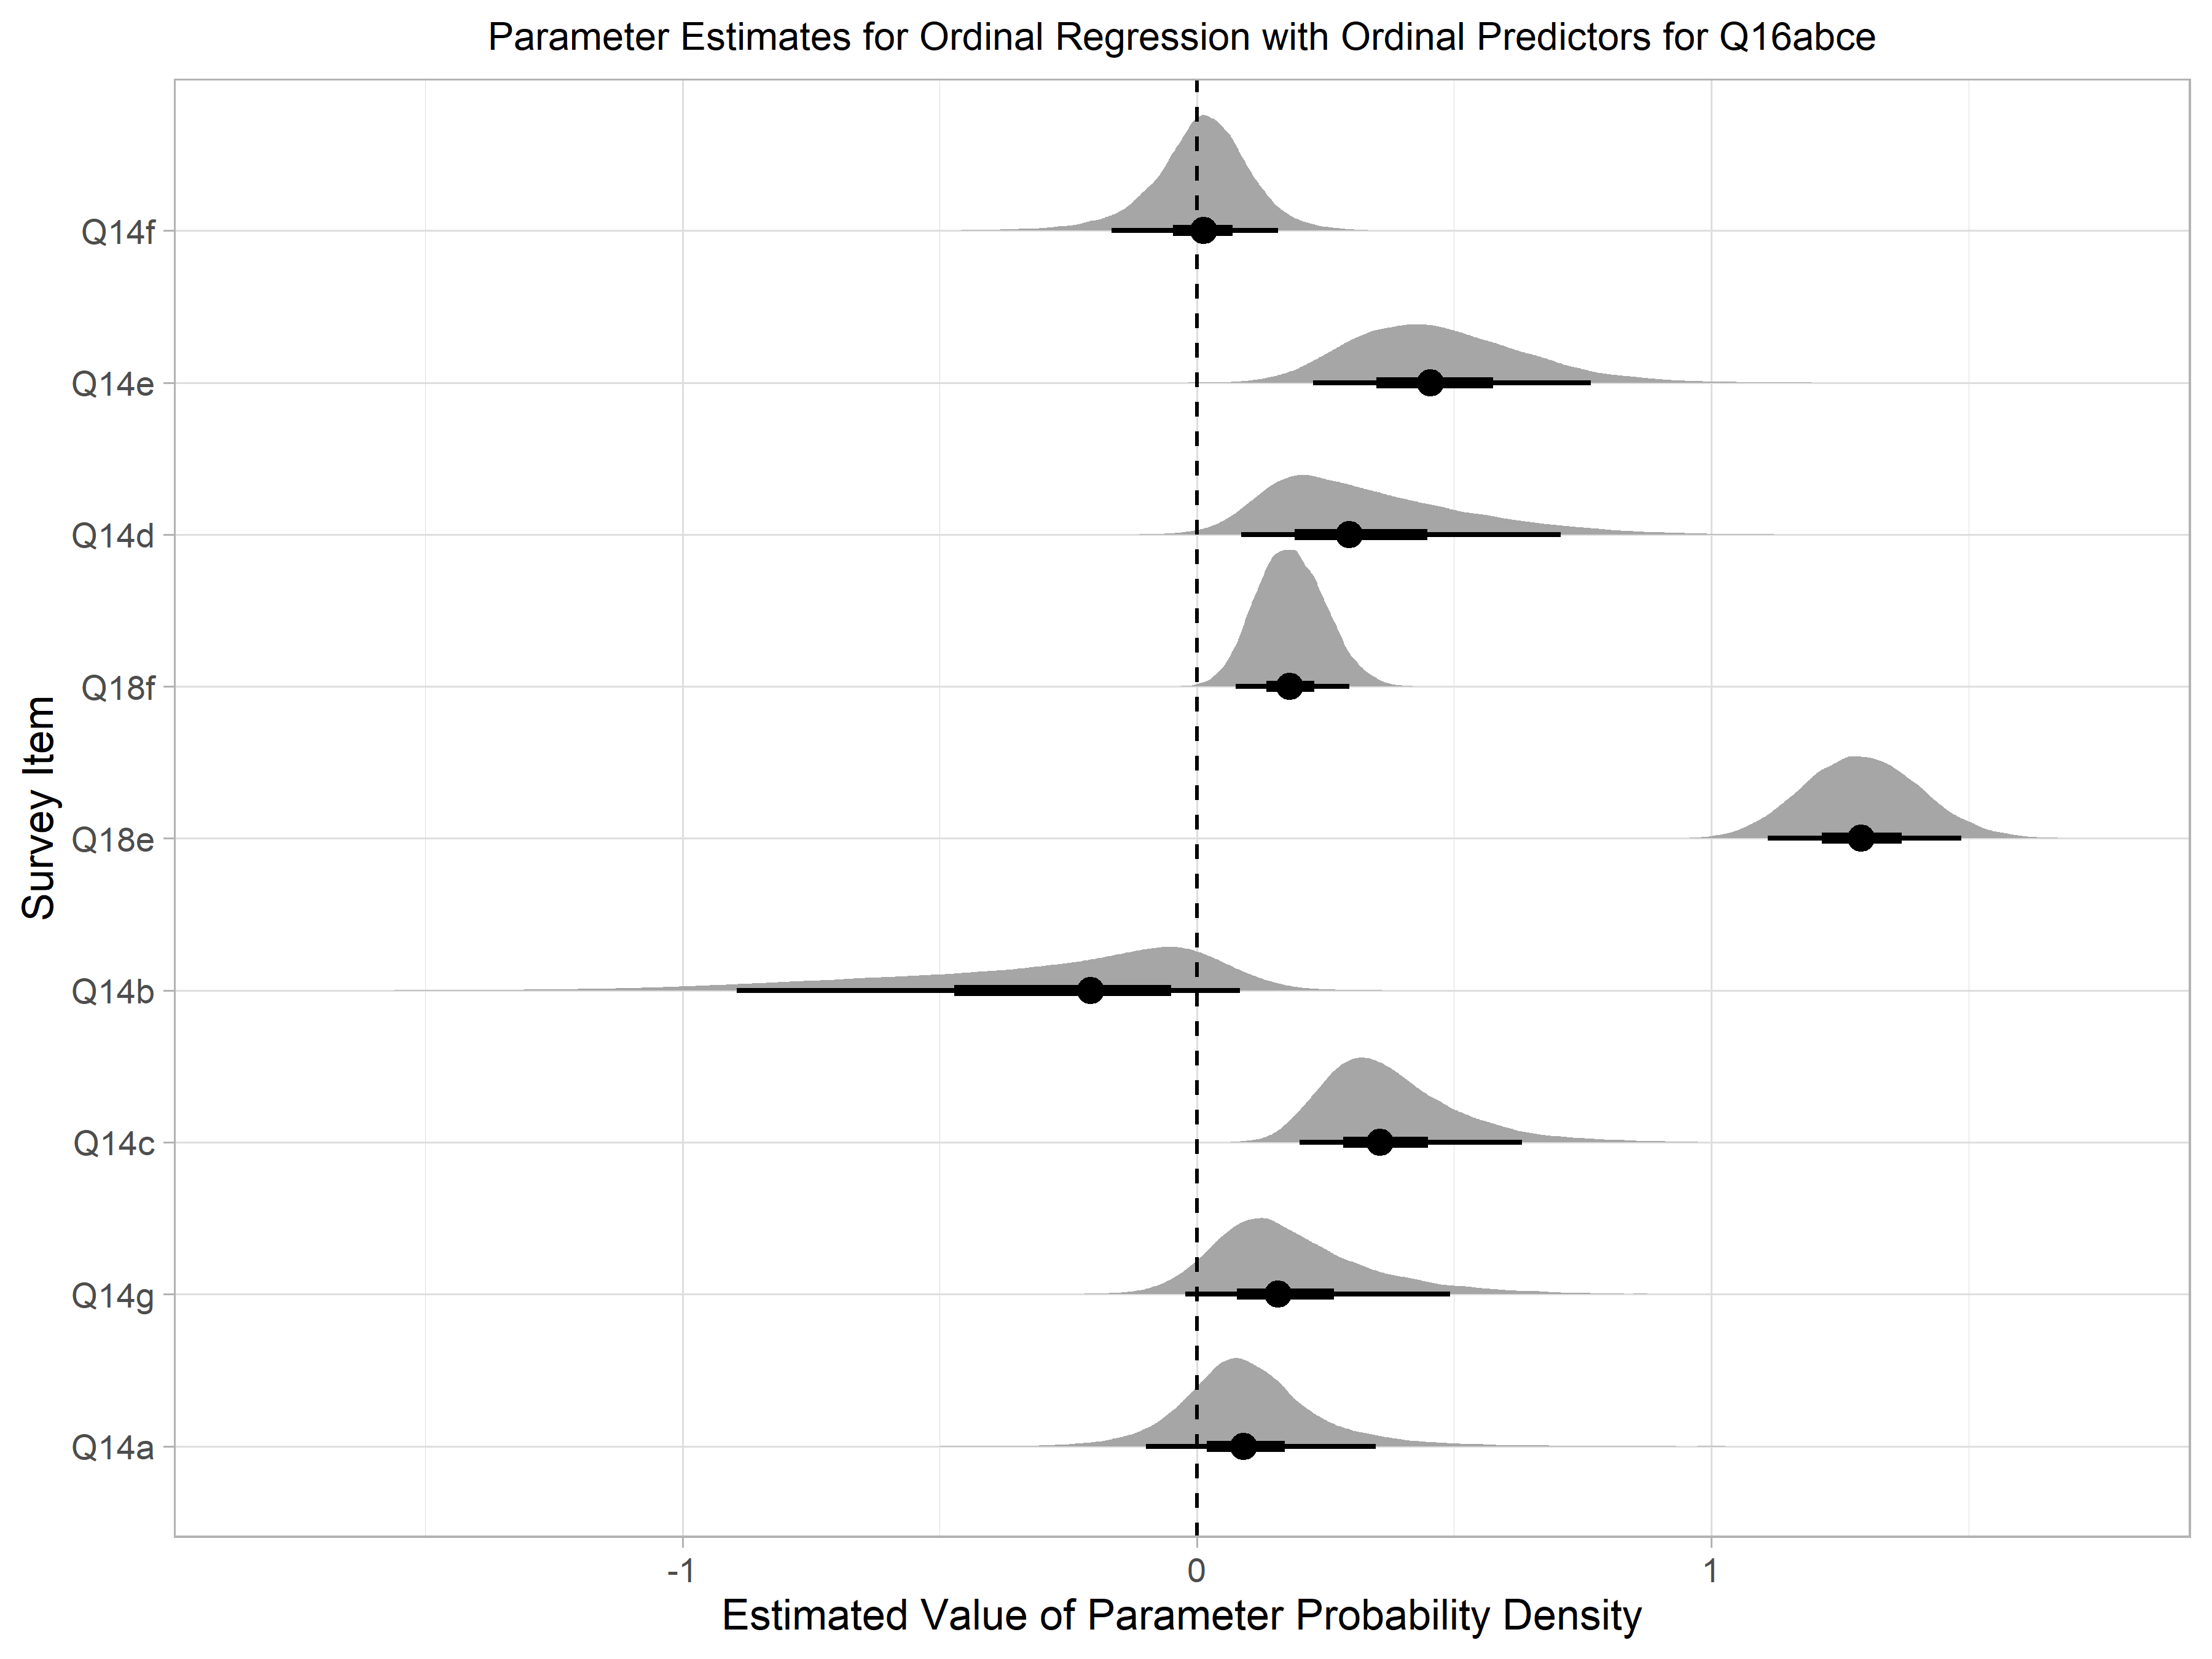 Parameter Estimates for Ordinal Regression with Ordinal Predictors for Q16abce
Q14f
Q14e
Q14d
Q18f
Q18e
Q14b
Q14c
Q14g
Q14a
Survey Item
-1
0
1
Estimated Value of Parameter Probability Density